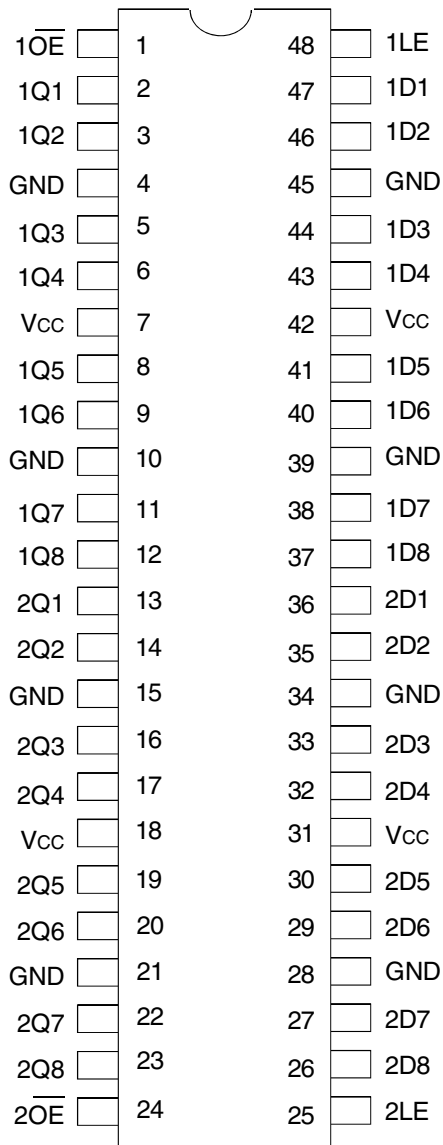 1O̅E̅ 1 48 1LE
1Q1 2 47 1D1
1Q2 3 46 1D2
GND 4 45 GND
1Q3 5 44 1D3
1Q4 6 43 1D4
VCC 7 42 VCC
1Q5 8 41 1D5
1Q6 9 40 1D6
GND 10 39 GND
1Q7 11 38 1D7
1Q8 12 37 1D8
2Q1 13 36 2D1
2Q2 14 35 2D2
GND 15 34 GND
2Q3 16 33 2D3
2Q4 17 32 2D4
VCC 18 31 VCC
2Q5 19 30 2D5
2Q6 20 29 2D6
GND 21 28 GND
2Q7 22 27 2D7
2Q8 23 26 2D8
2O̅E̅ 24 25 2LE